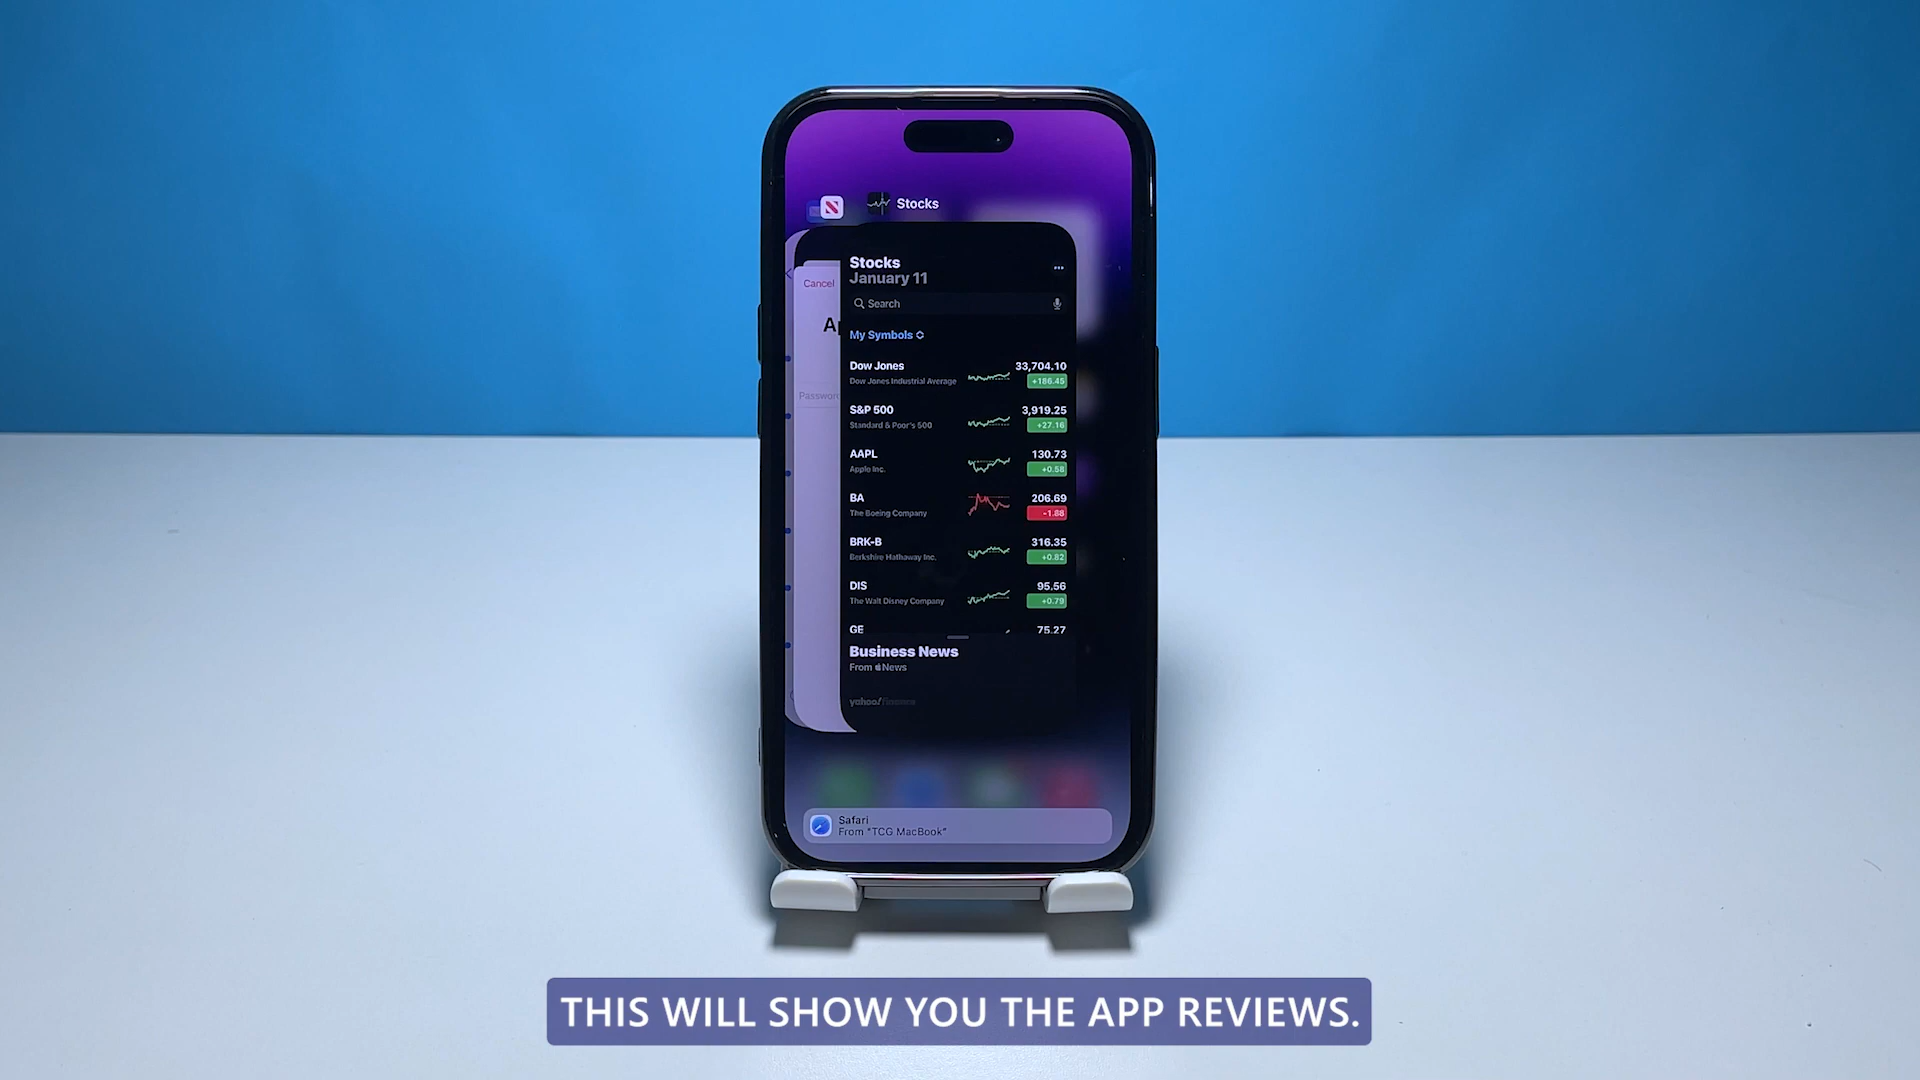 Stocks
Stocks
January 11
Cancel
Search
My Symbols
Dow Jones 33,704.10
Dow Jones Industrial Average +186.45
S&P 500 3,919.25
Standard & Poor's 500 +27.16
AAPL 130.73
Apple Inc. +0.58
Password
BA 206.69
The Boeing Company -1.88
BRK-B 316.35
Berkshire Hathaway Inc. +0.82
DIS 95.56
The Walt Disney Company +0.79
GE 75.27
Business News
From News
yahoo!finance
Safari
From "TCG MacBook"
THIS WILL SHOW YOU THE APP REVIEWS.